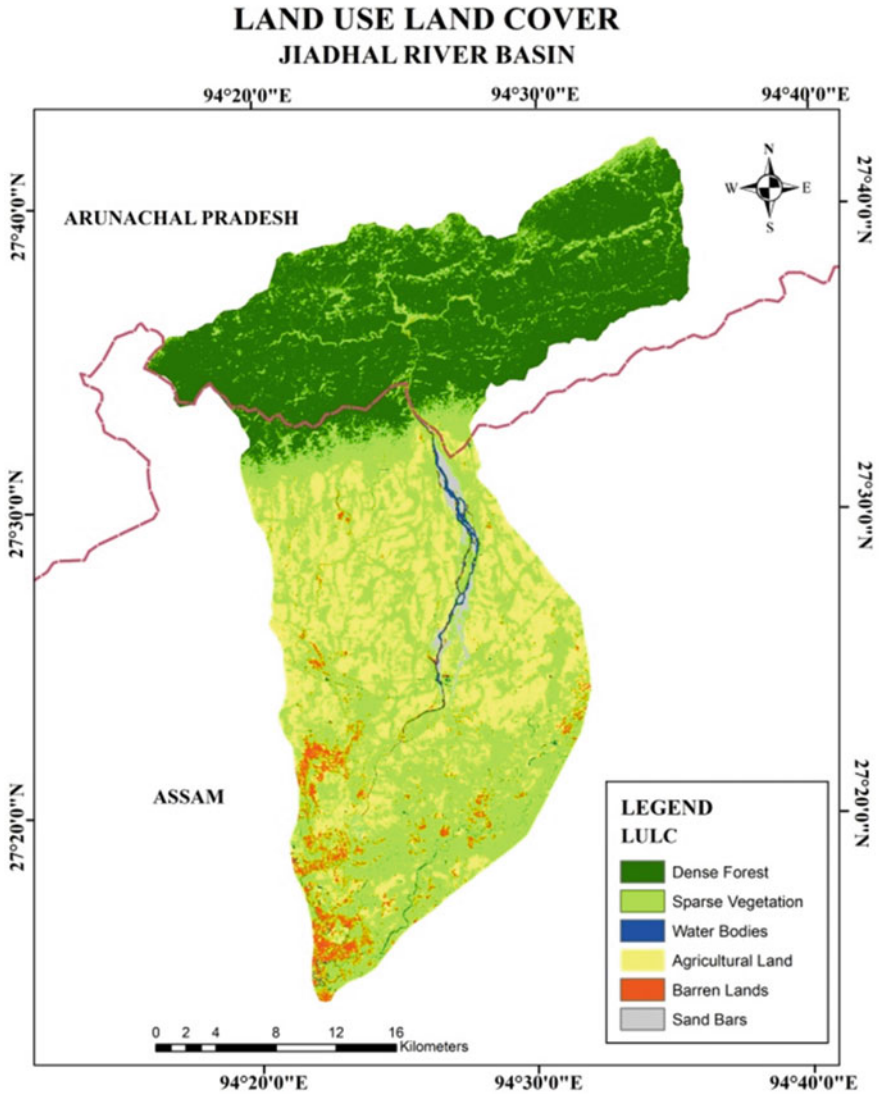 LAND USE LAND COVER
JIADHAL RIVER BASIN
94°20'0"E 94°30'0"E 94°40'0"E
27°40'0"N
27°40'0"N
N
W E
S
ARUNACHAL PRADESH
27°30'0"N
27°30'0"N
ASSAM
27°20'0"N
27°20'0"N
LEGEND
LULC
Dense Forest
Sparse Vegetation
Water Bodies
Agricultural Land
Barren Lands
Sand Bars
0 2 4 8 12 16
Kilometers
94°20'0"E 94°30'0"E 94°40'0"E